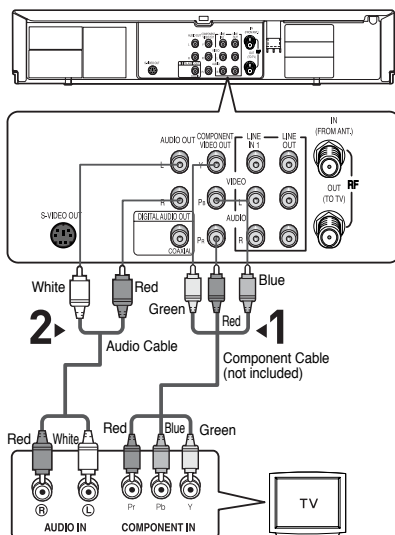 IN
(FROM ANT.)
AUDIO OUT
COMPONENT
VIDEO OUT
LINE
IN 1
LINE
OUT
L
Y
VIDEO
RF
OUT
(TO TV)
S-VIDEO OUT
R
PB
L
DIGITAL AUDIO OUT
AUDIO
COAXIAL
PR
R
White
Red
Green
Red
Blue
2
1
Audio Cable
Component Cable
(not included)
Red
White
Red
Blue
Green
R
L
Pr
Pb
Y
AUDIO IN
COMPONENT IN
TV